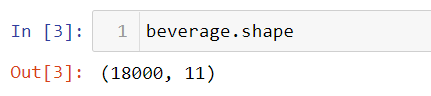 In [3]: 1 beverage.shape
Out[3]: (18000, 11)